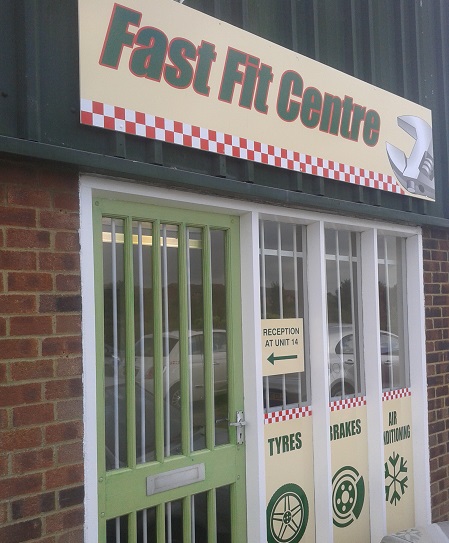 Fast Fit Centre
RECEPTION
AT UNIT 14
TYRES
BRAKES
AIR
CONDITIONING